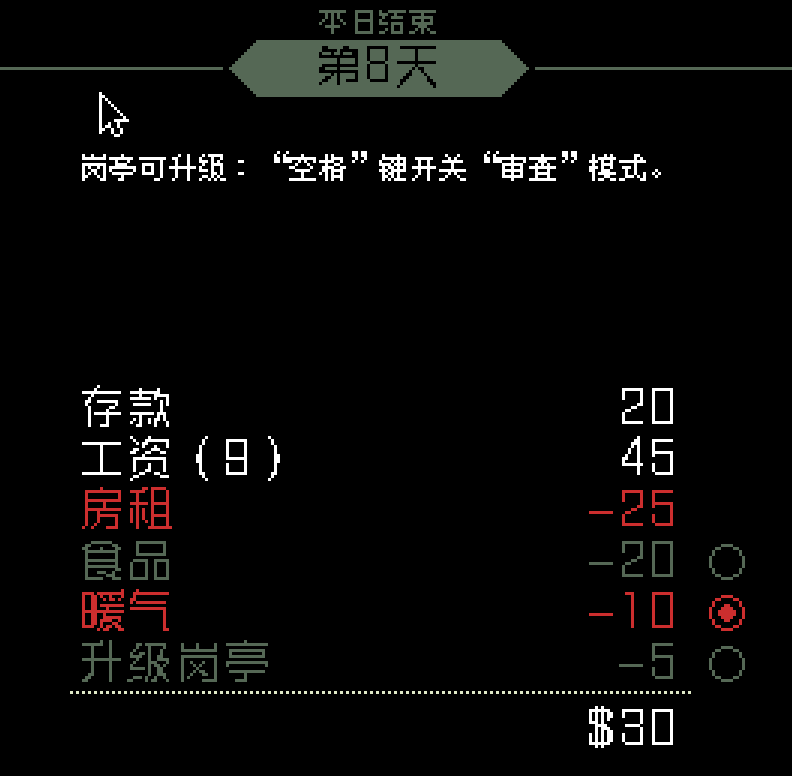 平日结束
第8天
岗亭可升级：“空格”键开关“审查”模式。
存款 20
工资（9） 45
房租 -25
食品 -20
暖气 -10
升级岗亭 -5
$30